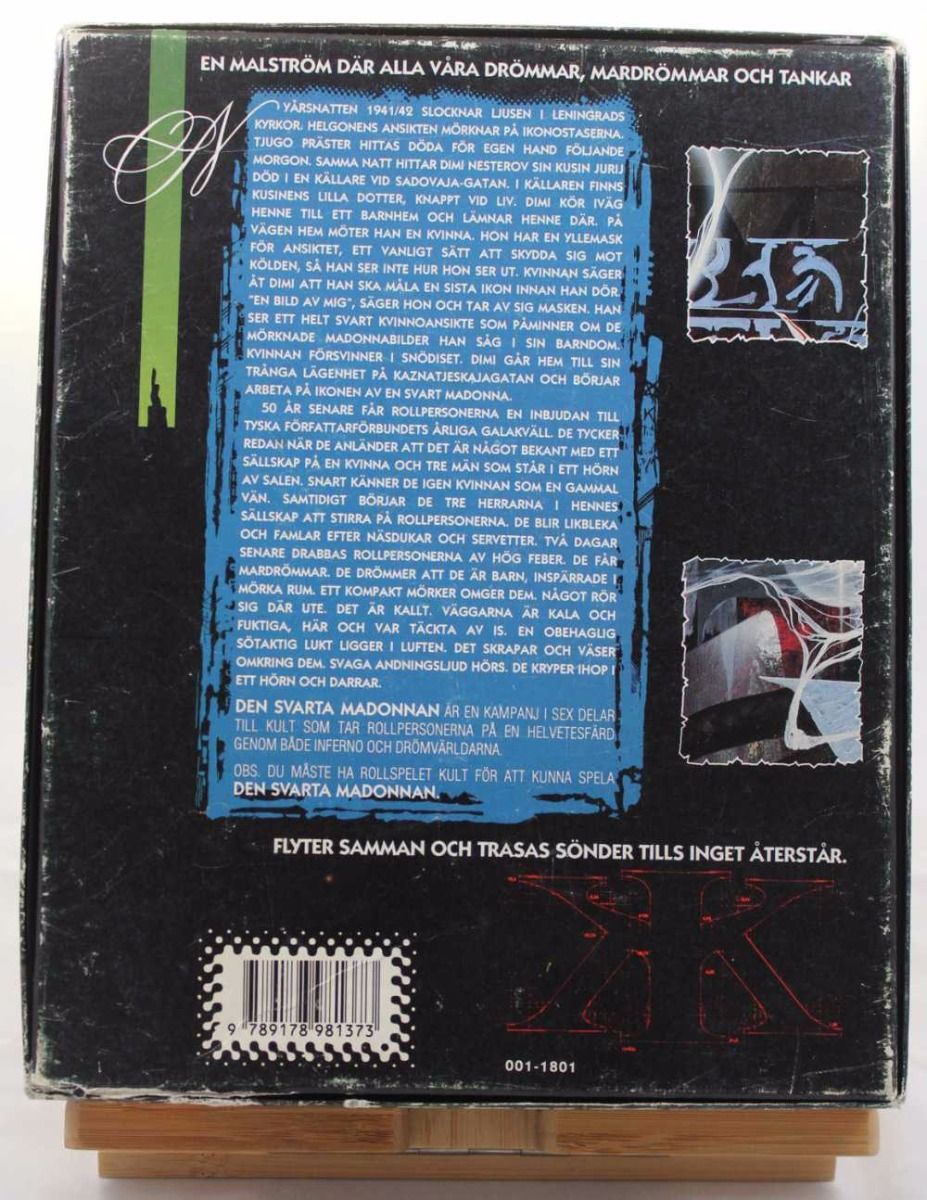 EN MALSTRÖM DÄR ALLA VÅRA DRÖMMAR, MARDRÖMMAR OCH TANKAR
NYÅRSNATTEN 1941/42 SLOCKNAR LJUSEN I LENINGRADS
KYRKOR. HELGONENS ANSIKTEN MÖRKNAR PÅ IKONOSTASERNA.
TJUGO PRÄSTER HITTAS DÖDA FÖR EGEN HAND FÖLJANDE
MORGON. SAMMA NATT HITTAR DIMI NESTEROV SIN KUSIN JURIJ
DÖD I EN KÄLLARE VID SADOVAJA-GATAN. I KÄLLAREN FINNS
KUSINENS LILLA DOTTER, KNAPPT VID LIV. DIMI KÖR IVÄG
HENNE TILL ETT BARNHEM OCH LÄMNAR HENNE DÄR. PÅ
VÄGEN HEM MÖTER HAN EN KVINNA. HON HAR EN YLLEMASK
FÖR ANSIKTET, ETT VANLIGT SÄTT ATT SKYDDA SIG MOT
KÖLDEN, SÅ HAN SER INTE HUR HON SER UT. KVINNAN SÄGER
ÅT DIMI ATT HAN SKA MÅLA EN SISTA IKON INNAN HAN DÖR.
"EN BILD AV MIG", SÄGER HON OCH TAR AV SIG MASKEN. HAN
SER ETT HELT SVART KVINNOANSIKTE SOM PÅMINNER OM DE
MÖRKNADE MADONNABILDER HAN SÅG I SIN BARNDOM.
KVINNAN FÖRSVINNER I SNÖDISET. DIMI GÅR HEM TILL SIN
TRÅNGA LÄGENHET PÅ KAZNATJESKAJAGATAN OCH BÖRJAR
ARBETA PÅ IKONEN AV EN SVART MADONNA.
50 ÅR SENARE FÅR ROLLPERSONERNA EN INBJUDAN TILL
TYSKA FÖRFATTARFÖRBUNDETS ÅRLIGA GALAKVÄLL. DE TYCKER
REDAN NÄR DE ANLÄNDER ATT DET ÄR NÅGOT BEKANT MED ETT
SÄLLSKAP PÅ EN KVINNA OCH TRE MÄN SOM STÅR I ETT HÖRN
AV SALEN. SNART KÄNNER DE IGEN KVINNAN SOM EN GAMMAL
VÄN. SAMTIDIGT BÖRJAR DE TRE HERRARNA I HENNES
SÄLLSKAP ATT STIRRA PÅ ROLLPERSONERNA. DE BLIR LIKBLEKA
OCH FAMLAR EFTER NÄSDUKAR OCH SERVETTER. TVÅ DAGAR
SENARE DRABBAS ROLLPERSONERNA AV HÖG FEBER. DE FÅR
MARDRÖMMAR. DE DRÖMMER ATT DE ÄR BARN, INSPÄRRADE I
MÖRKA RUM. ETT KOMPAKT MÖRKER OMGER DEM. NÅGOT RÖR
SIG DÄR UTE. DET ÄR KALLT. VÄGGARNA ÄR KALA OCH
FUKTIGA, HÄR OCH VAR TÄCKTA AV IS. EN OBEHAGLIG
SÖTAKTIG LUKT LIGGER I LUFTEN. DET SKRAPAR OCH VÄSER
OMKRING DEM. SVAGA ANDNINGSLJUD HÖRS. DE KRYPER IHOP I
ETT HÖRN OCH DARRAR.
DEN SVARTA MADONNAN ÄR EN KAMPANJ I SEX DELAR
TILL KULT SOM TAR ROLLPERSONERNA PÅ EN HELVETESFÄRD
GENOM BÅDE INFERNO OCH DRÖMVÄRLDARNA.
OBS. DU MÅSTE HA ROLLSPELET KULT FÖR ATT KUNNA SPELA
DEN SVARTA MADONNAN.
FLYTER SAMMAN OCH TRASAS SÖNDER TILLS INGET ÅTERSTÅR.
K
9 789178 981373
001-1801